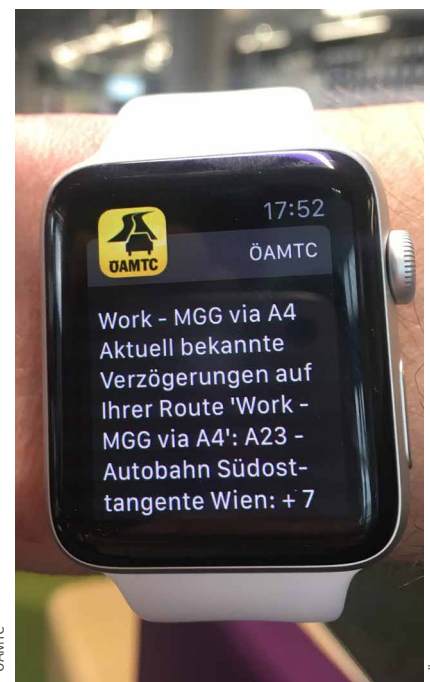 17:52
ÖAMTC
ÖAMTC
Work - MGG via A4
Aktuell bekannte
Verzögerungen auf
Ihrer Route 'Work -
MGG via A4': A23 -
Autobahn Südost-
tangente Wien: + 7
ÖAMTC